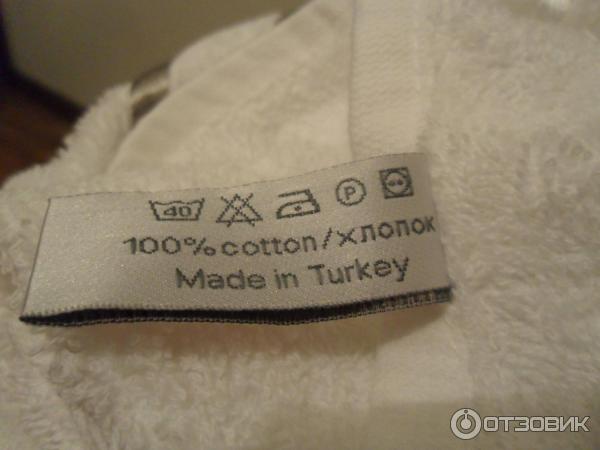 40 P
100% cotton/хлопок
Made in Turkey
ОТЗОВИК